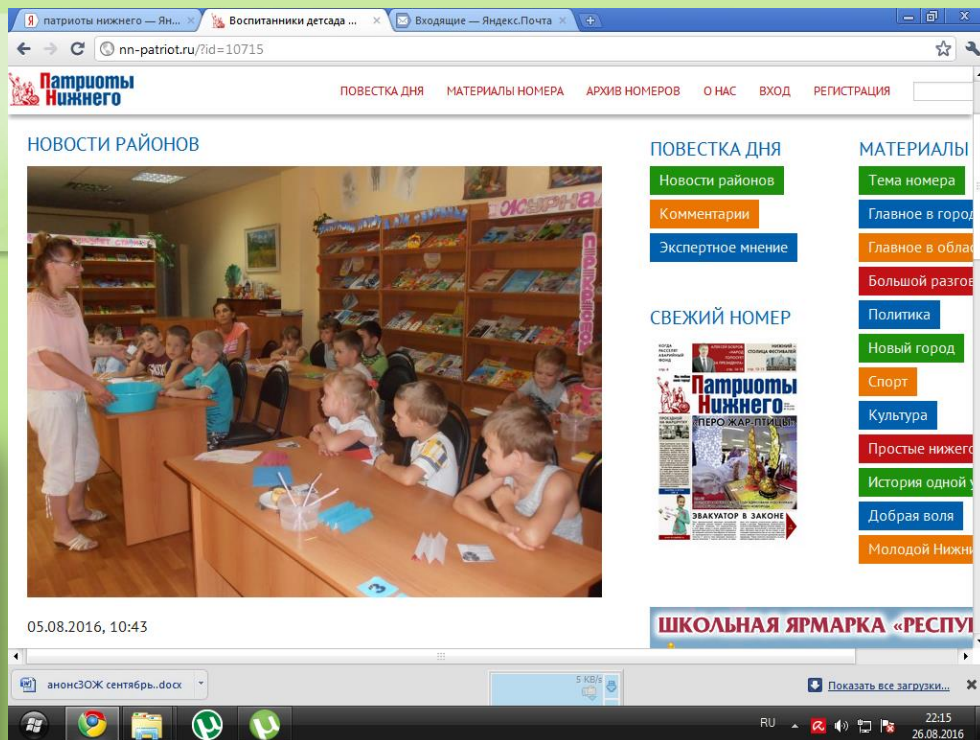 патриоты нижнего — Ян...
Воспитанники детсада ...
Входящие — Яндекс.Почта
nn-patriot.ru/?id=10715
Патриоты
Нижнего
ПОВЕСТКА ДНЯ
МАТЕРИАЛЫ НОМЕРА
АРХИВ НОМЕРОВ
О НАС
ВХОД
РЕГИСТРАЦИЯ
НОВОСТИ РАЙОНОВ
05.08.2016, 10:43
ПОВЕСТКА ДНЯ
Новости районов
Комментарии
Экспертное мнение
СВЕЖИЙ НОМЕР
СТОЛИЦА ФЕСТИВАЛЕЙ
Патриоты
Нижнего
«ПЕРО ЖАР-ПТИЦЫ»
ЭВАКУАТОР В ЗАКОНЕ
МАТЕРИАЛЫ
Тема номера
Главное в город
Главное в облас
Большой разгов
Политика
Новый город
Спорт
Культура
Простые нижего
История одной у
Добрая воля
Молодой Нижни
ШКОЛЬНАЯ ЯРМАРКА «РЕСПУ
анонсЗОЖ сентябрь..docx
5 KB/s
Показать все загрузки...
RU
22:15
26.08.2016